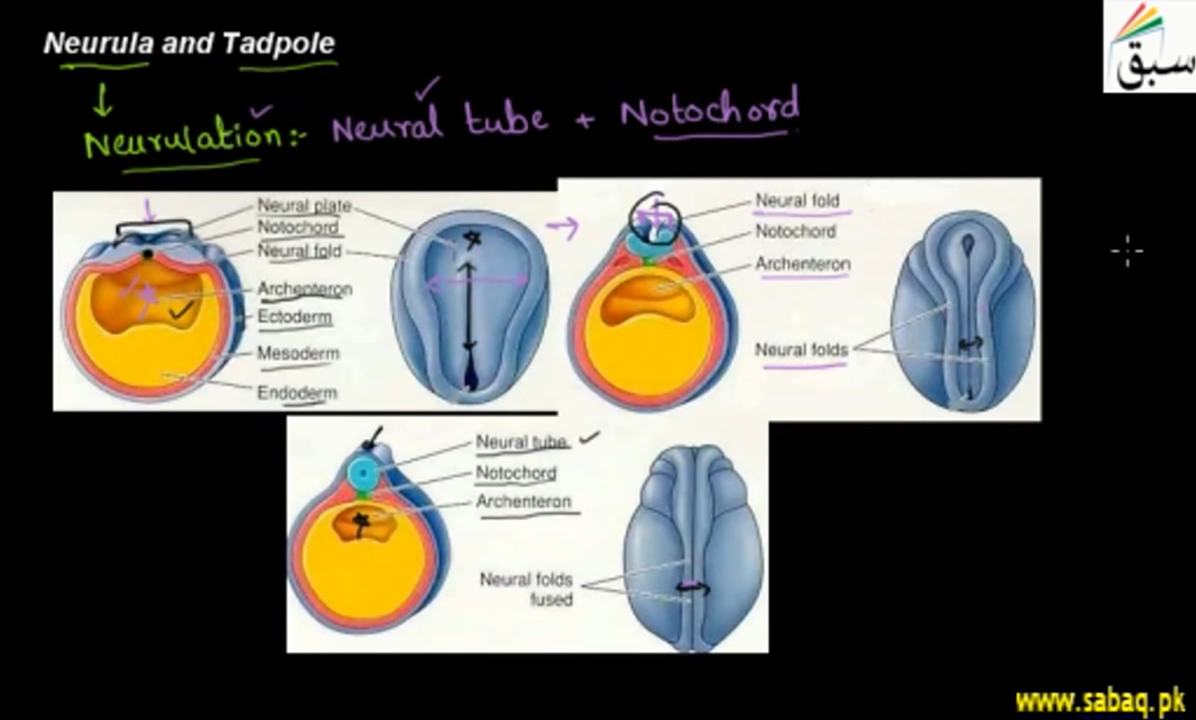 Neurula and Tadpole
سبق
Neurulation:- Neural tube + Notochord
Neural plate
Notochord
Neural fold
Archenteron
Ectoderm
Mesoderm
Endoderm
Neural fold
Notochord
Archenteron
Neural folds
Neural tube
Notochord
Archenteron
Neural folds
fused
www.sabaq.pk